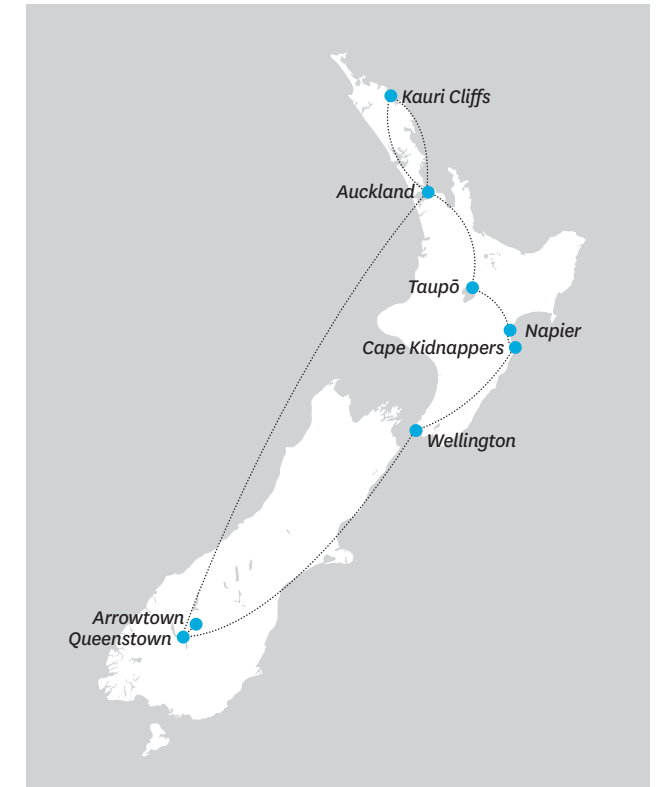 Kauri Cliffs
Auckland
Taupō
Napier
Cape Kidnappers
Wellington
Arrowtown
Queenstown